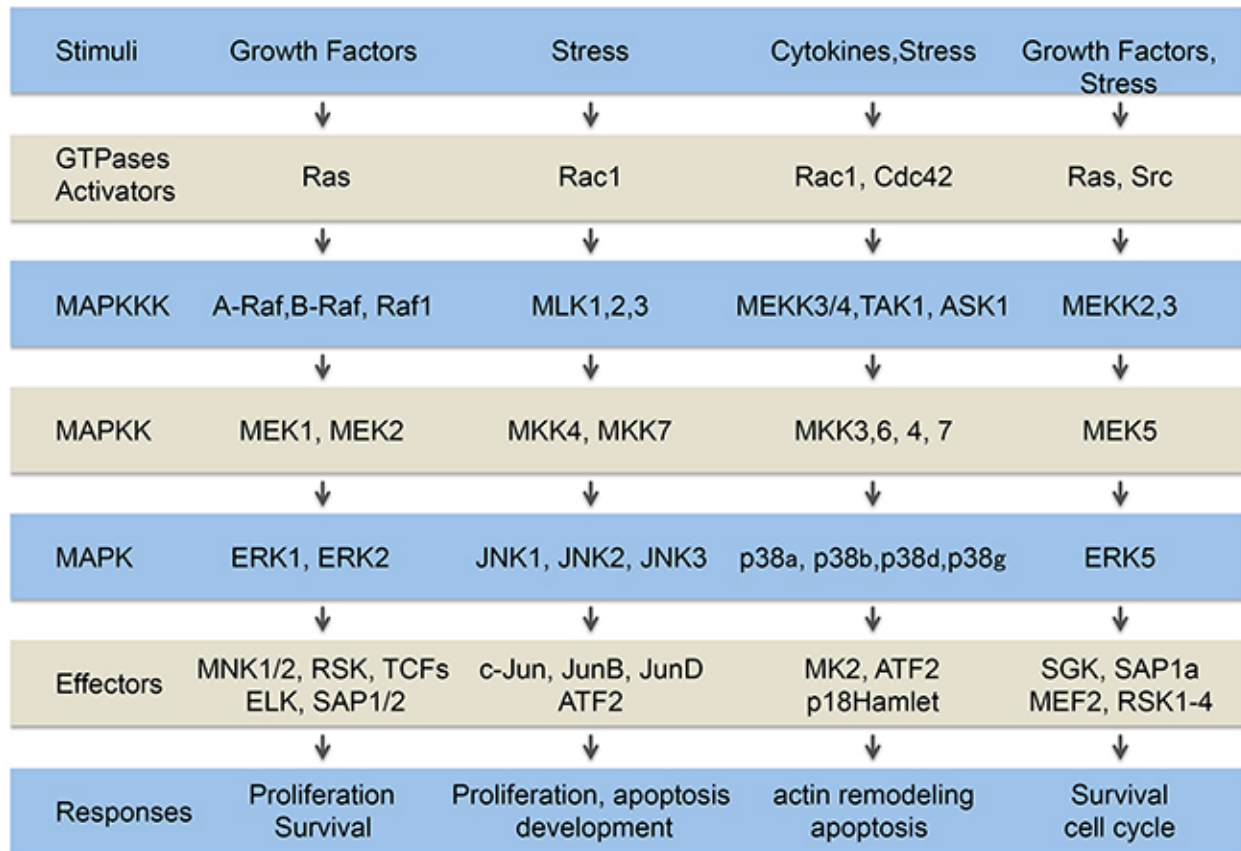 Stimuli Growth Factors Stress Cytokines,Stress Growth Factors,
Stress
GTPases
Activators Ras Rac1 Rac1, Cdc42 Ras, Src
MAPKKK A-Raf,B-Raf, Raf1 MLK1,2,3 MEKK3/4,TAK1, ASK1 MEKK2,3
MAPKK MEK1, MEK2 MKK4, MKK7 MKK3,6, 4, 7 MEK5
MAPK ERK1, ERK2 JNK1, JNK2, JNK3 p38a, p38b,p38d,p38g ERK5
Effectors MNK1/2, RSK, TCFs c-Jun, JunB, JunD MK2, ATF2 SGK, SAP1a
ELK, SAP1/2 ATF2 p18Hamlet MEF2, RSK1-4
Responses Proliferation Proliferation, apoptosis actin remodeling Survival
Survival development apoptosis cell cycle